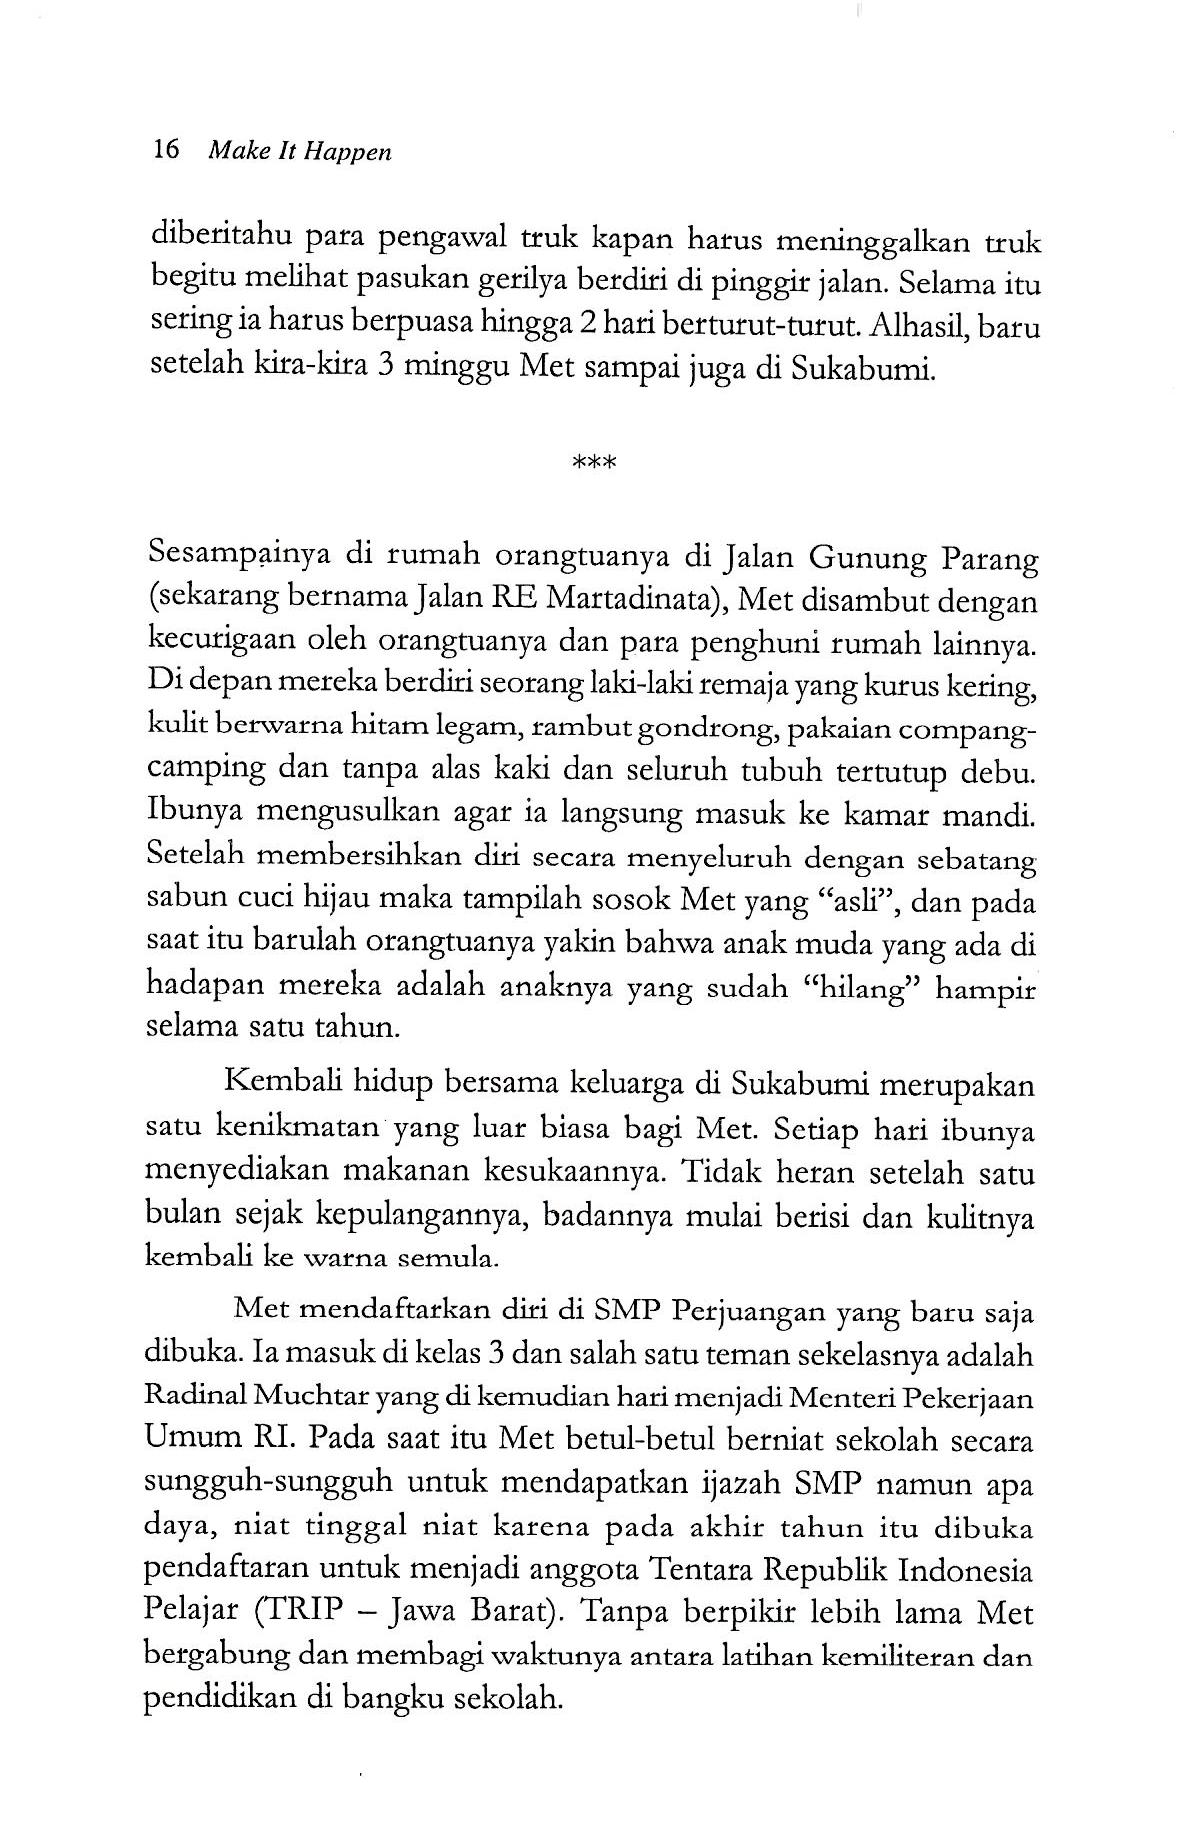 16 Make It Happen
diberitahu para pengawal truk kapan harus meninggalkan truk
begitu melihat pasukan gerilya berdiri di pinggir jalan. Selama itu
sering ia harus berpuasa hingga 2 hari berturut-turut. Alhasil, baru
setelah kira-kira 3 minggu Met sampai juga di Sukabumi.
***
Sesampainya di rumah orangtuanya di Jalan Gunung Parang
(sekarang bernama Jalan RE Martadinata), Met disambut dengan
kecurigaan oleh orangtuanya dan para penghuni rumah lainnya.
Di depan mereka berdiri seorang laki-laki remaja yang kurus kering,
kulit berwarna hitam legam, rambut gondrong, pakaian compang-
camping dan tanpa alas kaki dan seluruh tubuh tertutup debu.
Ibunya mengusulkan agar ia langsung masuk ke kamar mandi.
Setelah membersihkan diri secara menyeluruh dengan sebatang
sabun cuci hijau maka tampilah sosok Met yang “asli”, dan pada
saat itu barulah orangtuanya yakin bahwa anak muda yang ada di
hadapan mereka adalah anaknya yang sudah “hilang” hampir
selama satu tahun.
Kembali hidup bersama keluarga di Sukabumi merupakan
satu kenikmatan yang luar biasa bagi Met. Setiap hari ibunya
menyediakan makanan kesukaannya. Tidak heran setelah satu
bulan sejak kepulangannya, badannya mulai berisi dan kulitnya
kembali ke warna semula.
Met mendaftarkan diri di SMP Perjuangan yang baru saja
dibuka. Ia masuk di kelas 3 dan salah satu teman sekelasnya adalah
Radinal Muchtar yang di kemudian hari menjadi Menteri Pekerjaan
Umum RI. Pada saat itu Met betul-betul berniat sekolah secara
sungguh-sungguh untuk mendapatkan ijazah SMP namun apa
daya, niat tinggal niat karena pada akhir tahun itu dibuka
pendaftaran untuk menjadi anggota Tentara Republik Indonesia
Pelajar (TRIP – Jawa Barat). Tanpa berpikir lebih lama Met
bergabung dan membagi waktunya antara latihan kemiliteran dan
pendidikan di bangku sekolah.